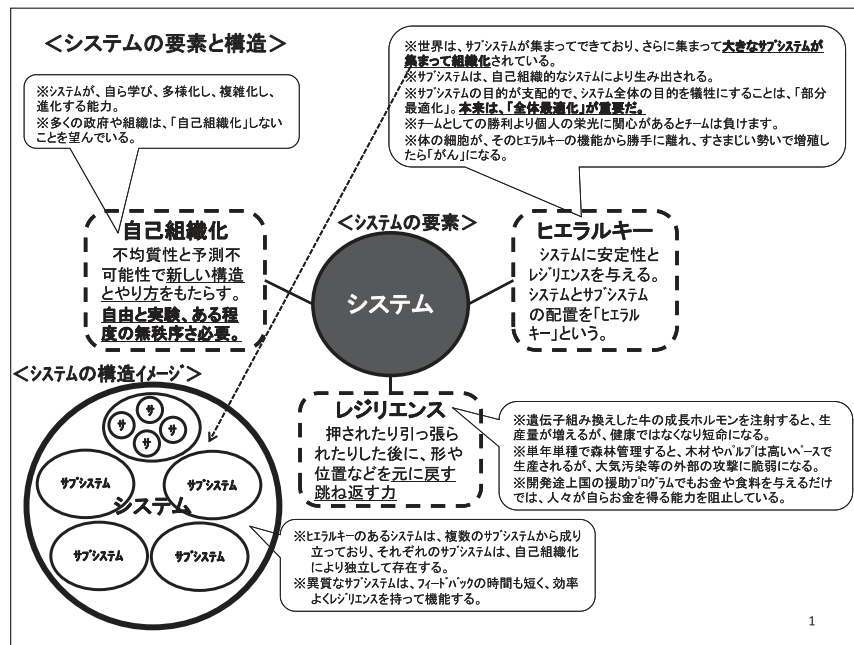 ＜システムの要素と構造＞
※システムが、自ら学び、多様化し、複雑化し、
進化する能力。
※多くの政府や組織は、「自己組織化」しない
ことを望んでいる。
※世界は、サブシステムが集まってできており、さらに集まって大きなサブシステムが
集まって組織化されている。
※サブシステムは、自己組織的なシステムにより生み出される。
※サブシステムの目的が支配的で、システム全体の目的を犠牲にすることは、「部分
最適化」。本来は、「全体最適化」が重要だ。
※チームとしての勝利より個人の栄光に関心があるとチームは負けます。
※体の細胞が、そのヒエラルキーの機能から勝手に離れ、すさまじい勢いで増殖し
たら「がん」になる。
自己組織化
不均質性と予測不
可能性で新しい構造
とやり方をもたらす。
自由と実験、ある程
度の無秩序さ必要。
＜システムの要素＞
システム
ヒエラルキー
システムに安定性と
レジリエンスを与える。
システムとサブシステム
の配置を「ヒエラル
キー」という。
＜システムの構造イメージ＞
サ
サ
サ
サ
サブシステム
サブシステム
システム
サブシステム
サブシステム
レジリエンス
押されたり引っ張ら
れたりした後に、形や
位置などを元に戻す
跳ね返す力
※遺伝子組み換えした牛の成長ホルモンを注射すると、生
産量が増えるが、健康ではなくなり短命になる。
※単年単種で森林管理すると、木材やパルプは高いペースで
生産されるが、大気汚染等の外部の攻撃に脆弱になる。
※開発途上国の援助プログラムでもお金や食料を与えるだけ
では、人々が自らお金を得る能力を阻止している。
※ヒエラルキーのあるシステムは、複数のサブシステムから成り
立っており、それぞれのサブシステムは、自己組織化
により独立して存在する。
※異質なサブシステムは、フィードバックの時間も短く、効率
よくレジリエンスを持って機能する。
1